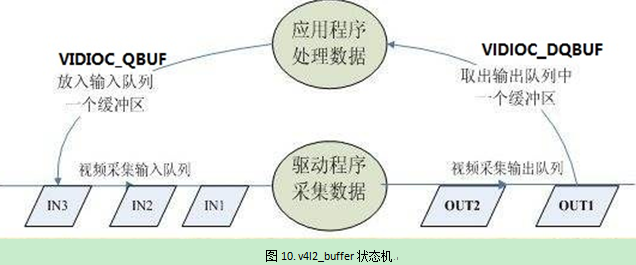 VIDIOC_QBUF
放入输入队列
一个缓冲区
应用程序
处理数据
VIDIOC_DQBUF
取出输出队列中
一个缓冲区
视频采集输入队列
驱动程序
采集数据
视频采集输出队列
IN3
IN2
IN1
OUT2
OUT1
图 10. v4l2_buffer 状态机